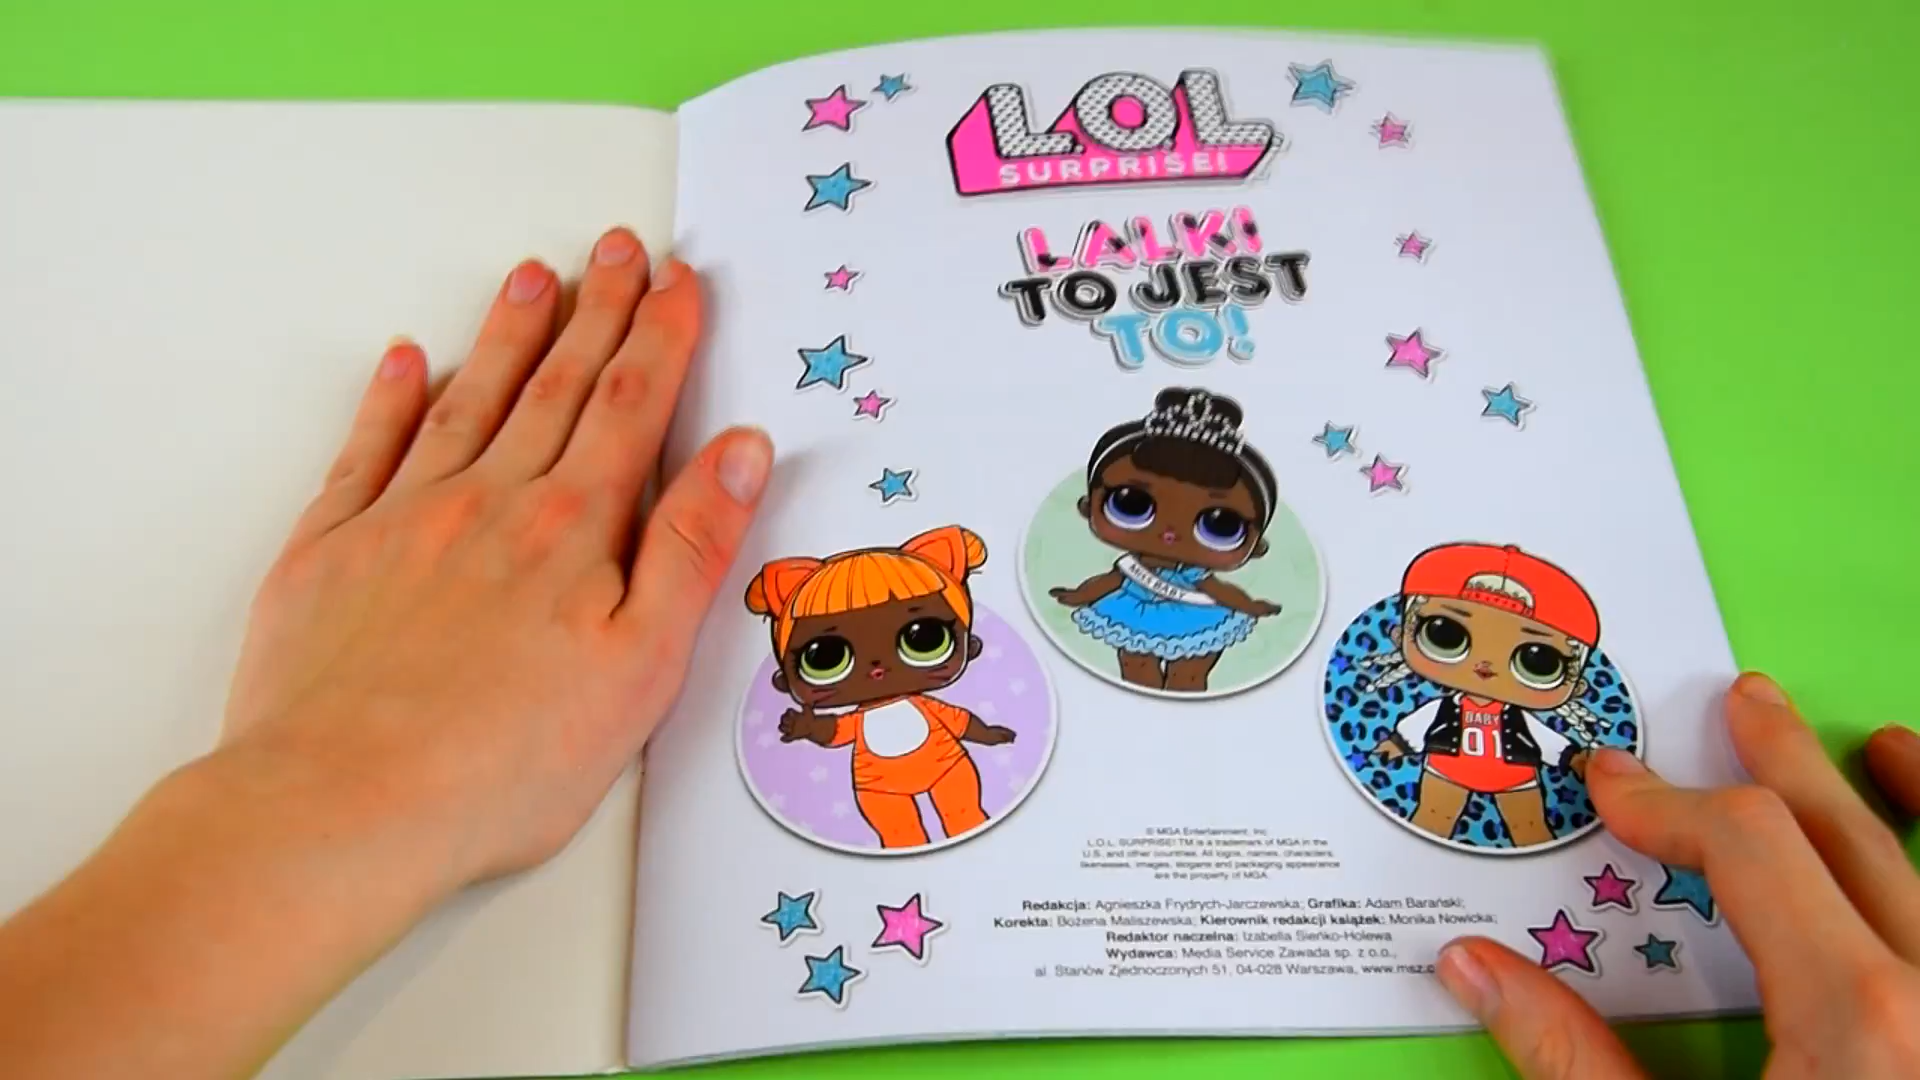 L.O.L.
SURPRISE!
LALKI
TO JEST
TO!
MISS BABY
BABY
01
© MGA Entertainment, Inc.
L.O.L. SURPRISE! TM is a trademark of MGA in the
U.S. and other countries. All logos, names, characters,
likenesses, images, slogans and packaging appearance
are the property of MGA.
Redakcja: Agnieszka Frydrych-Jarczewska; Grafika: Adam Barański;
Korekta: Bożena Maliszewska; Kierownik redakcji książek: Monika Nowicka;
Redaktor naczelna: Izabella Sieńko-Holewa
Wydawca: Media Service Zawada sp. z o.o.,
al. Stanów Zjednoczonych 51, 04-028 Warszawa, www.msz.c